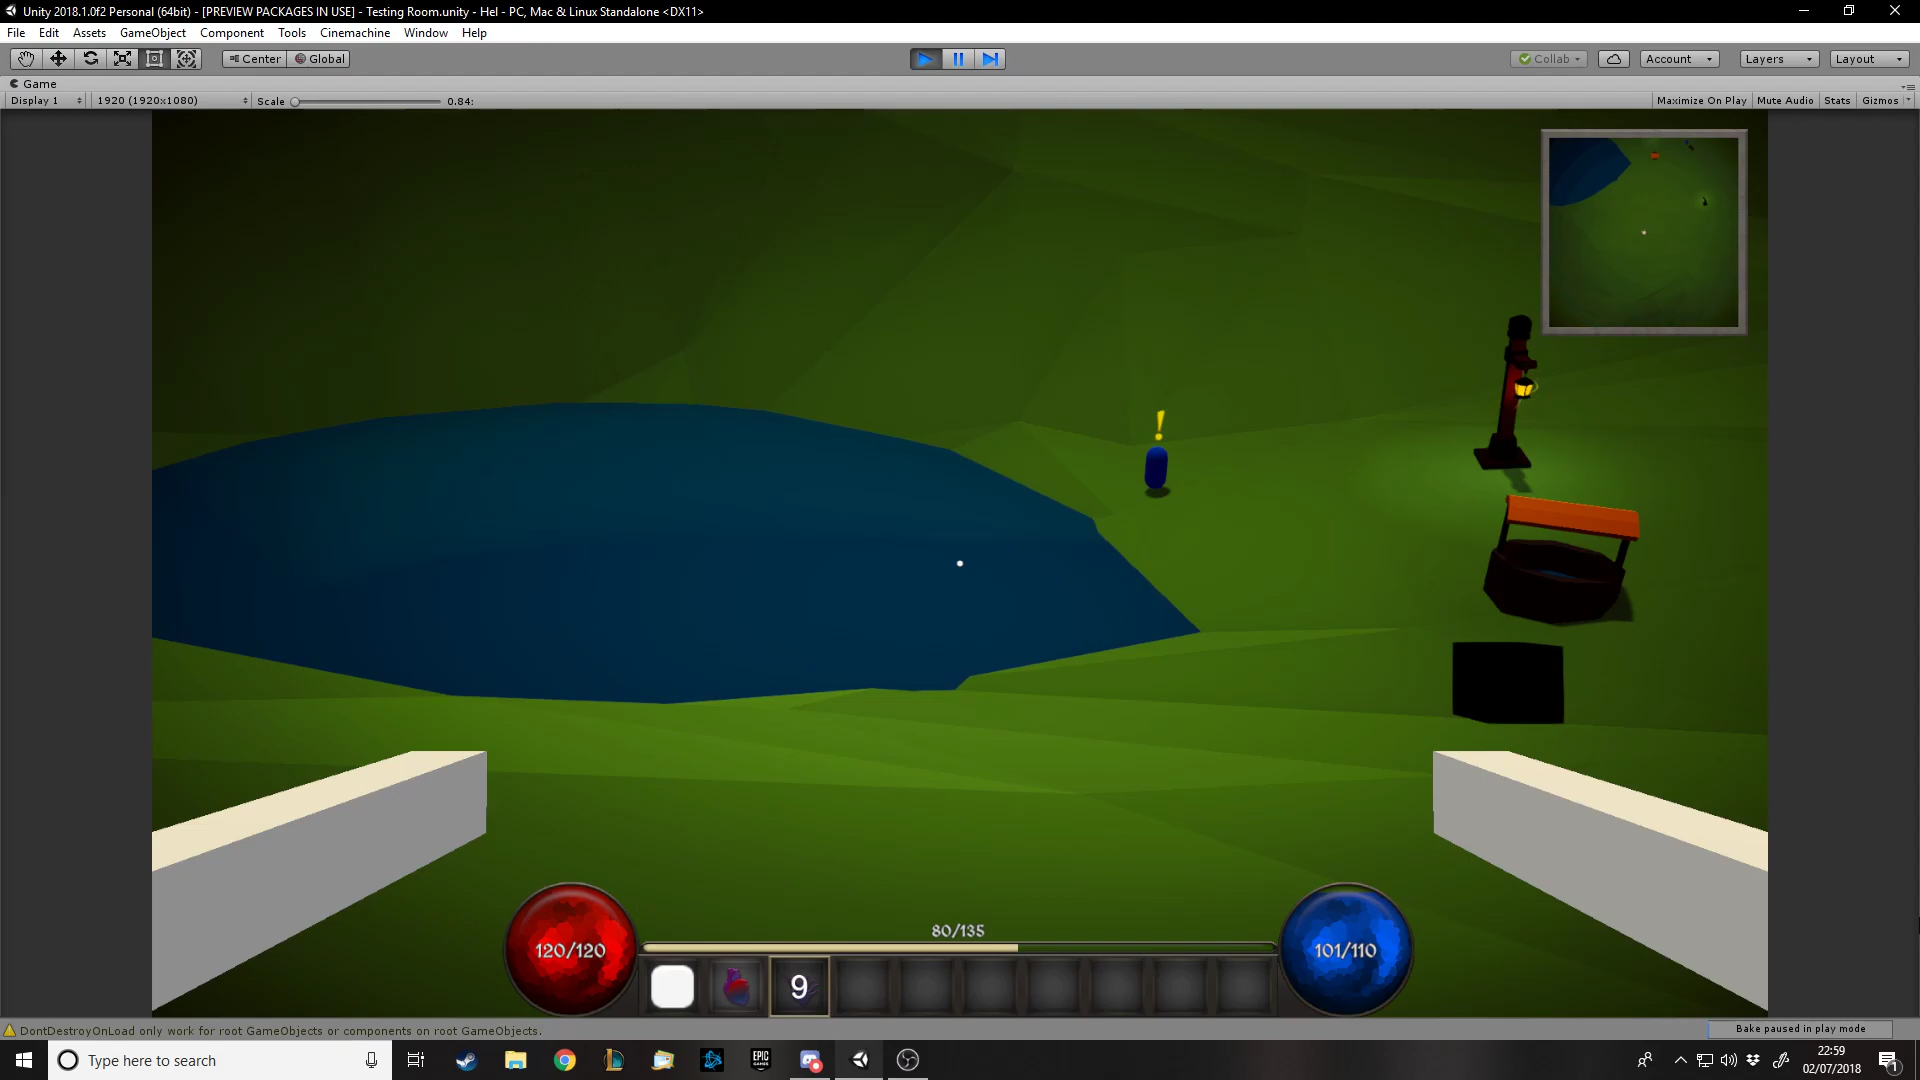 Unity 2018.1.0f2 Personal (64bit) - [PREVIEW PACKAGES IN USE] - Testing Room.unity - Hel - PC, Mac & Linux Standalone <DX11>
File Edit Assets GameObject Component Tools Cinemachine Window Help
Center Global Collab Account Layers Layout
Game
Display 1 1920 (1920x1080) Scale 0.84: Maximize On Play Mute Audio Stats Gizmos
!
80/135
120/120 101/110
9
DontDestroyOnLoad only work for root GameObjects or components on root GameObjects. Bake paused in play mode
Type here to search EPIC GAMES 22:59
02/07/2018 1